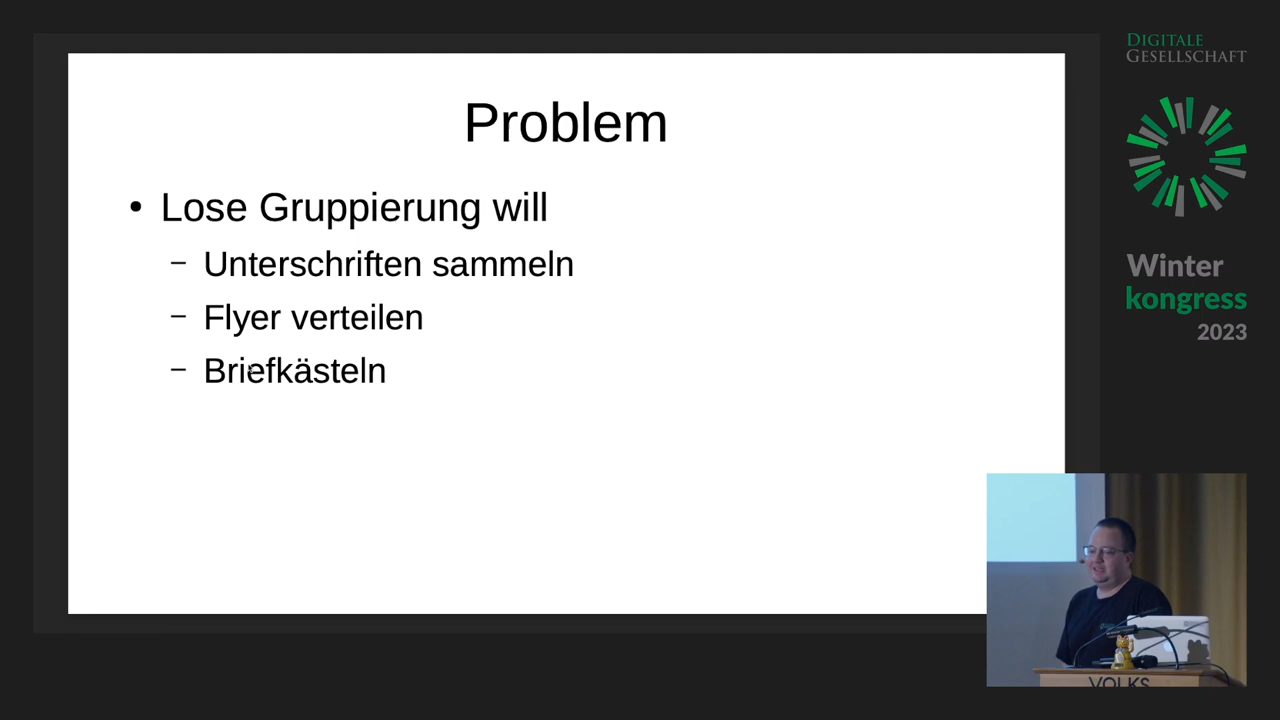 Problem
Lose Gruppierung will
Unterschriften sammeln
Flyer verteilen
Briefkästeln
DIGITALE
GESELLSCHAFT
Winter
kongress
2023
VOLKS